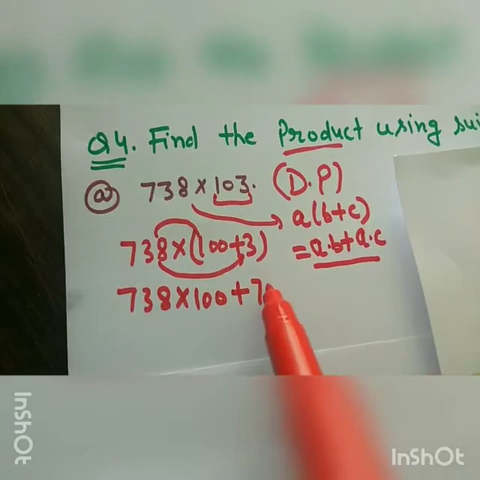 Q4. Find the Product using
(a) 738 × 103. (D.P)
a(b+c)
738 × (100+3) = a.b+a.c
738 × 100 + 7
InShOt
InShOt